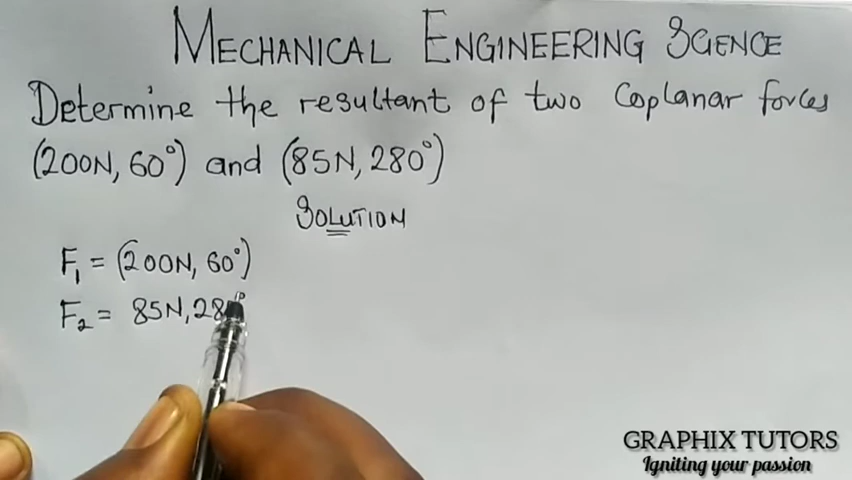 MECHANICAL ENGINEERING SCIENCE
Determine the resultant of two Coplanar forces
(200N, 60°) and (85N, 280°)
SOLUTION
F₁ = (200N, 60°)
F₂ = 85N, 280°
GRAPHIX TUTORS
Igniting your passion